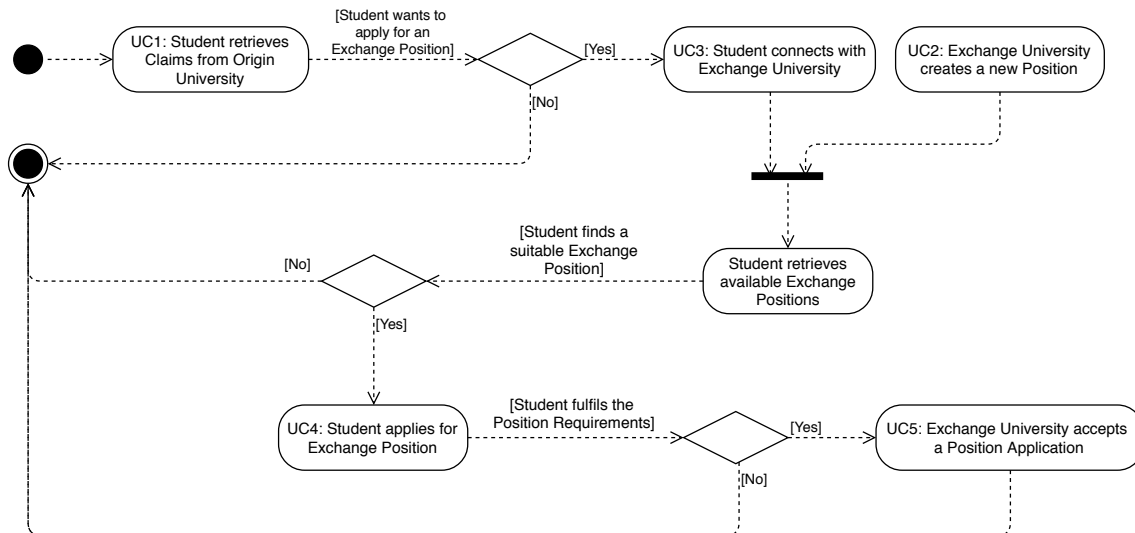 [Student wants to
apply for an
Exchange Position]
UC1: Student retrieves
Claims from Origin
University
[Yes]
UC3: Student connects with
Exchange University
UC2: Exchange University
creates a new Position
[No]
[Student finds a
suitable Exchange
Position]
[No]
Student retrieves
available Exchange
Positions
[Yes]
UC4: Student applies for
Exchange Position
[Student fulfils the
Position Requirements]
[Yes]
UC5: Exchange University accepts
a Position Application
[No]